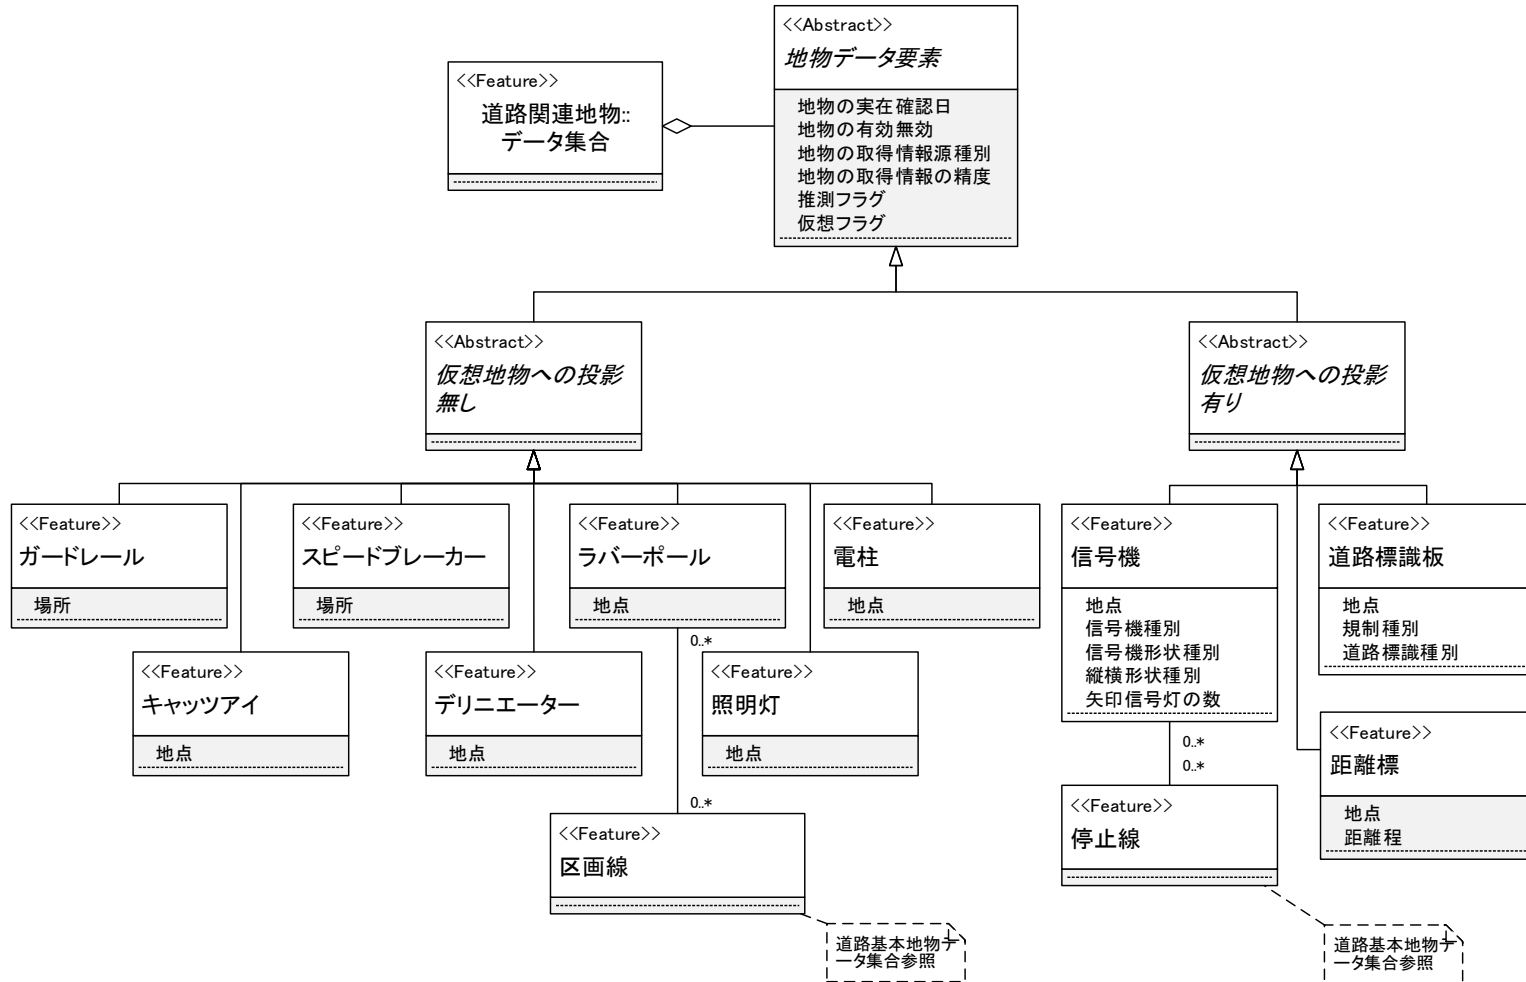 <<Abstract>>
地物データ要素
地物の実在確認日
地物の有効無効
地物の取得情報源種別
地物の取得情報の精度
推測フラグ
仮想フラグ
<<Feature>>
道路関連地物::
データ集合
<<Abstract>>
仮想地物への投影
無し
<<Abstract>>
仮想地物への投影
有り
<<Feature>>
ガードレール
場所
<<Feature>>
スピードブレーカー
場所
<<Feature>>
ラバーポール
地点
<<Feature>>
電柱
地点
<<Feature>>
信号機
地点
信号機種別
信号機形状種別
縦横形状種別
矢印信号灯の数
<<Feature>>
道路標識板
地点
規制種別
道路標識種別
0..*
<<Feature>>
キャッツアイ
地点
<<Feature>>
デリニエーター
地点
<<Feature>>
照明灯
地点
0..*
0..*
0..*
<<Feature>>
距離標
地点
距離程
<<Feature>>
区画線
<<Feature>>
停止線
道路基本地物デ
ータ集合参照
道路基本地物デ
ータ集合参照